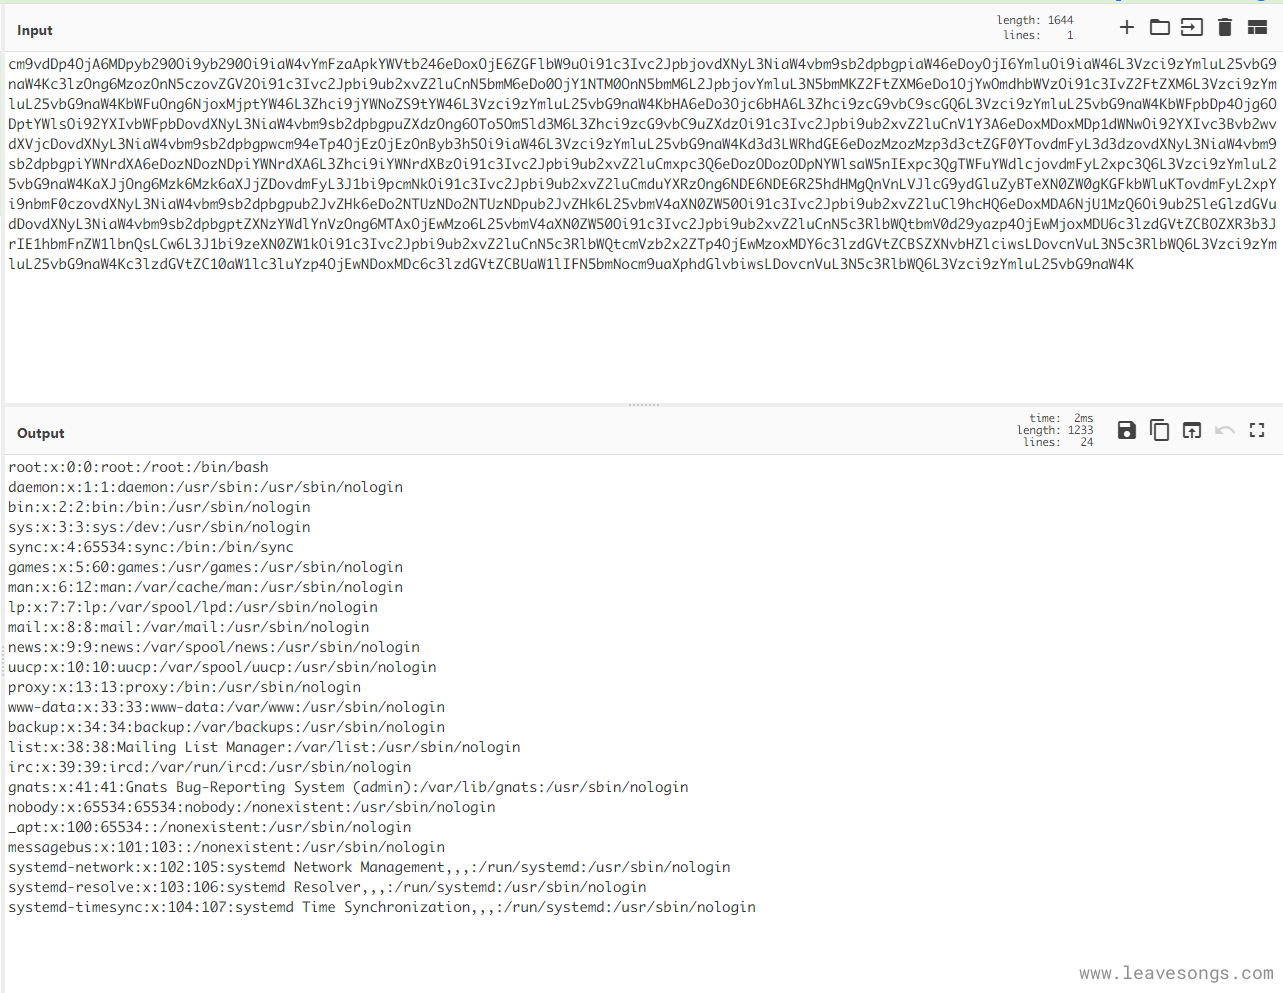 Input
length: 1644
lines: 1
cm9vdDp4OjA6MDpyb290Oi9yb290Oi9iaW4vYmFzaApkYWVtb246eDoxOjE6ZGFlbW9uOi91c3Ivc2JpbjovdXNyL3NiaW4vbm9sb2dpbgpiaW46eDoyOjI6YmluOi9iaW46L3Vzci9zYmluL25vbG9
naW4Kc3lzOng6MzozOnN5czovZGV2Oi91c3Ivc2Jpbi9ub2xvZ2luCnN5bmM6eDo0OjY1NTM0OnN5bmM6L2JpbjovYmluL3N5bmMKZ2FtZXM6eDo1OjYwOmdhbWVzOi91c3IvZ2FtZXM6L3Vzci9zYm
luL25vbG9naW4KbWFuOng6NjoxMjptYW46L3Zhci9jYWNoZS9tYW46L3Vzci9zYmluL25vbG9naW4KbHA6eDo3Ojc6bHA6L3Zhci9zcG9vbC9scGQ6L3Vzci9zYmluL25vbG9naW4KbWFpbDp4Ojg6O
DptYWlsOi92YXIvbWFpbDovdXNyL3NiaW4vbm9sb2dpbgpuZXdzOng6OTo5Om5ld3M6L3Zhci9zcG9vbC9uZXdzOi91c3Ivc2Jpbi9ub2xvZ2luCnV1Y3A6eDoxMDoxMDp1dWNwOi92YXIvc3Bvb2wv
dXVjcDovdXNyL3NiaW4vbm9sb2dpbgpwcm94eTp4OjEzOjEzOnByb3h5Oi9iaW46L3Vzci9zYmluL25vbG9naW4Kd3d3LWRhdGE6eDozMzozMzp3d3ctZGF0YTovdmFyL3d3dzovdXNyL3NiaW4vbm9
sb2dpbgpiYWNrdXA6eDozNDozNDpiYWNrdXA6L3Zhci9iYWNrdXBzOi91c3Ivc2Jpbi9ub2xvZ2luCmxpc3Q6eDozODozODpNYWlsaW5nIExpc3QgTWFuYWdlcjovdmFyL2xpc3Q6L3Vzci9zYmluL2
5vbG9naW4KaXJjOng6Mzk6Mzk6aXJjZDovdmFyL3J1bi9pcmNkOi91c3Ivc2Jpbi9ub2xvZ2luCmduYXRzOng6NDE6NDE6R25hdHMgQnVnLVJlcG9ydGluZyBTeXN0ZW0gKGFkbWluKTovdmFyL2xpY
i9nbmF0czovdXNyL3NiaW4vbm9sb2dpbgpub2JvZHk6eDo2NTUzNDo2NTUzNDpub2JvZHk6L25vbmV4aXN0ZW50Oi91c3Ivc2Jpbi9ub2xvZ2luCl9hcHQ6eDoxMDA6NjU1MzQ6Oi9ub25leGlzdGVu
dDovdXNyL3NiaW4vbm9sb2dpbgptZXNzYWdlYnVzOng6MTAxOjEwMzo6L25vbmV4aXN0ZW50Oi91c3Ivc2Jpbi9ub2xvZ2luCnN5c3RlbWQtbmV0d29yazp4OjEwMjoxMDU6c3lzdGVtZCBOZXR3b3J
rIE1hbmFnZW1lbnQsLCw6L3J1bi9zeXN0ZW1kOi91c3Ivc2Jpbi9ub2xvZ2luCnN5c3RlbWQtcmVzb2x2ZTp4OjEwMzoxMDY6c3lzdGVtZCBSZXNvbHZlciwsLDovcnVuL3N5c3RlbWQ6L3Vzci9zYm
luL25vbG9naW4Kc3lzdGVtZC10aW1lc3luYzp4OjEwNDoxMDc6c3lzdGVtZCBUaW1lIFN5bmNocm9uaXphdGlvbiwsLDovcnVuL3N5c3RlbWQ6L3Vzci9zYmluL25vbG9naW4K
Output
time: 2ms
length: 1233
lines: 24
root:x:0:0:root:/root:/bin/bash
daemon:x:1:1:daemon:/usr/sbin:/usr/sbin/nologin
bin:x:2:2:bin:/bin:/usr/sbin/nologin
sys:x:3:3:sys:/dev:/usr/sbin/nologin
sync:x:4:65534:sync:/bin:/bin/sync
games:x:5:60:games:/usr/games:/usr/sbin/nologin
man:x:6:12:man:/var/cache/man:/usr/sbin/nologin
lp:x:7:7:lp:/var/spool/lpd:/usr/sbin/nologin
mail:x:8:8:mail:/var/mail:/usr/sbin/nologin
news:x:9:9:news:/var/spool/news:/usr/sbin/nologin
uucp:x:10:10:uucp:/var/spool/uucp:/usr/sbin/nologin
proxy:x:13:13:proxy:/bin:/usr/sbin/nologin
www-data:x:33:33:www-data:/var/www:/usr/sbin/nologin
backup:x:34:34:backup:/var/backups:/usr/sbin/nologin
list:x:38:38:Mailing List Manager:/var/list:/usr/sbin/nologin
irc:x:39:39:ircd:/var/run/ircd:/usr/sbin/nologin
gnats:x:41:41:Gnats Bug-Reporting System (admin):/var/lib/gnats:/usr/sbin/nologin
nobody:x:65534:65534:nobody:/nonexistent:/usr/sbin/nologin
_apt:x:100:65534::/nonexistent:/usr/sbin/nologin
messagebus:x:101:103::/nonexistent:/usr/sbin/nologin
systemd-network:x:102:105:systemd Network Management,,,:/run/systemd:/usr/sbin/nologin
systemd-resolve:x:103:106:systemd Resolver,,,:/run/systemd:/usr/sbin/nologin
systemd-timesync:x:104:107:systemd Time Synchronization,,,:/run/systemd:/usr/sbin/nologin
www.leavesongs.com